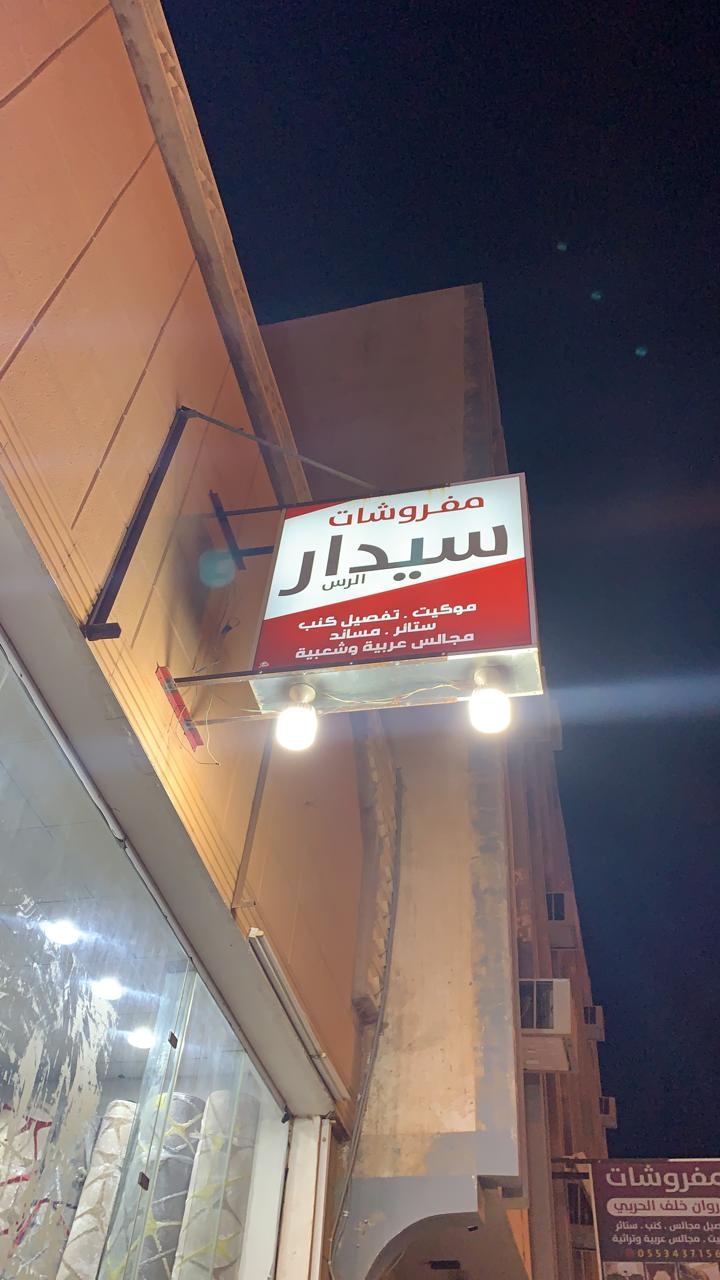 مفروشات
سيدار
الرس
موكيت . تفصيل كنب
ستائر . مساند
مجالس عربية وشعبية
مفروشات
روان خلف الحربي
مجالس . كنب . ستائر
مجالس عربية وتراثية